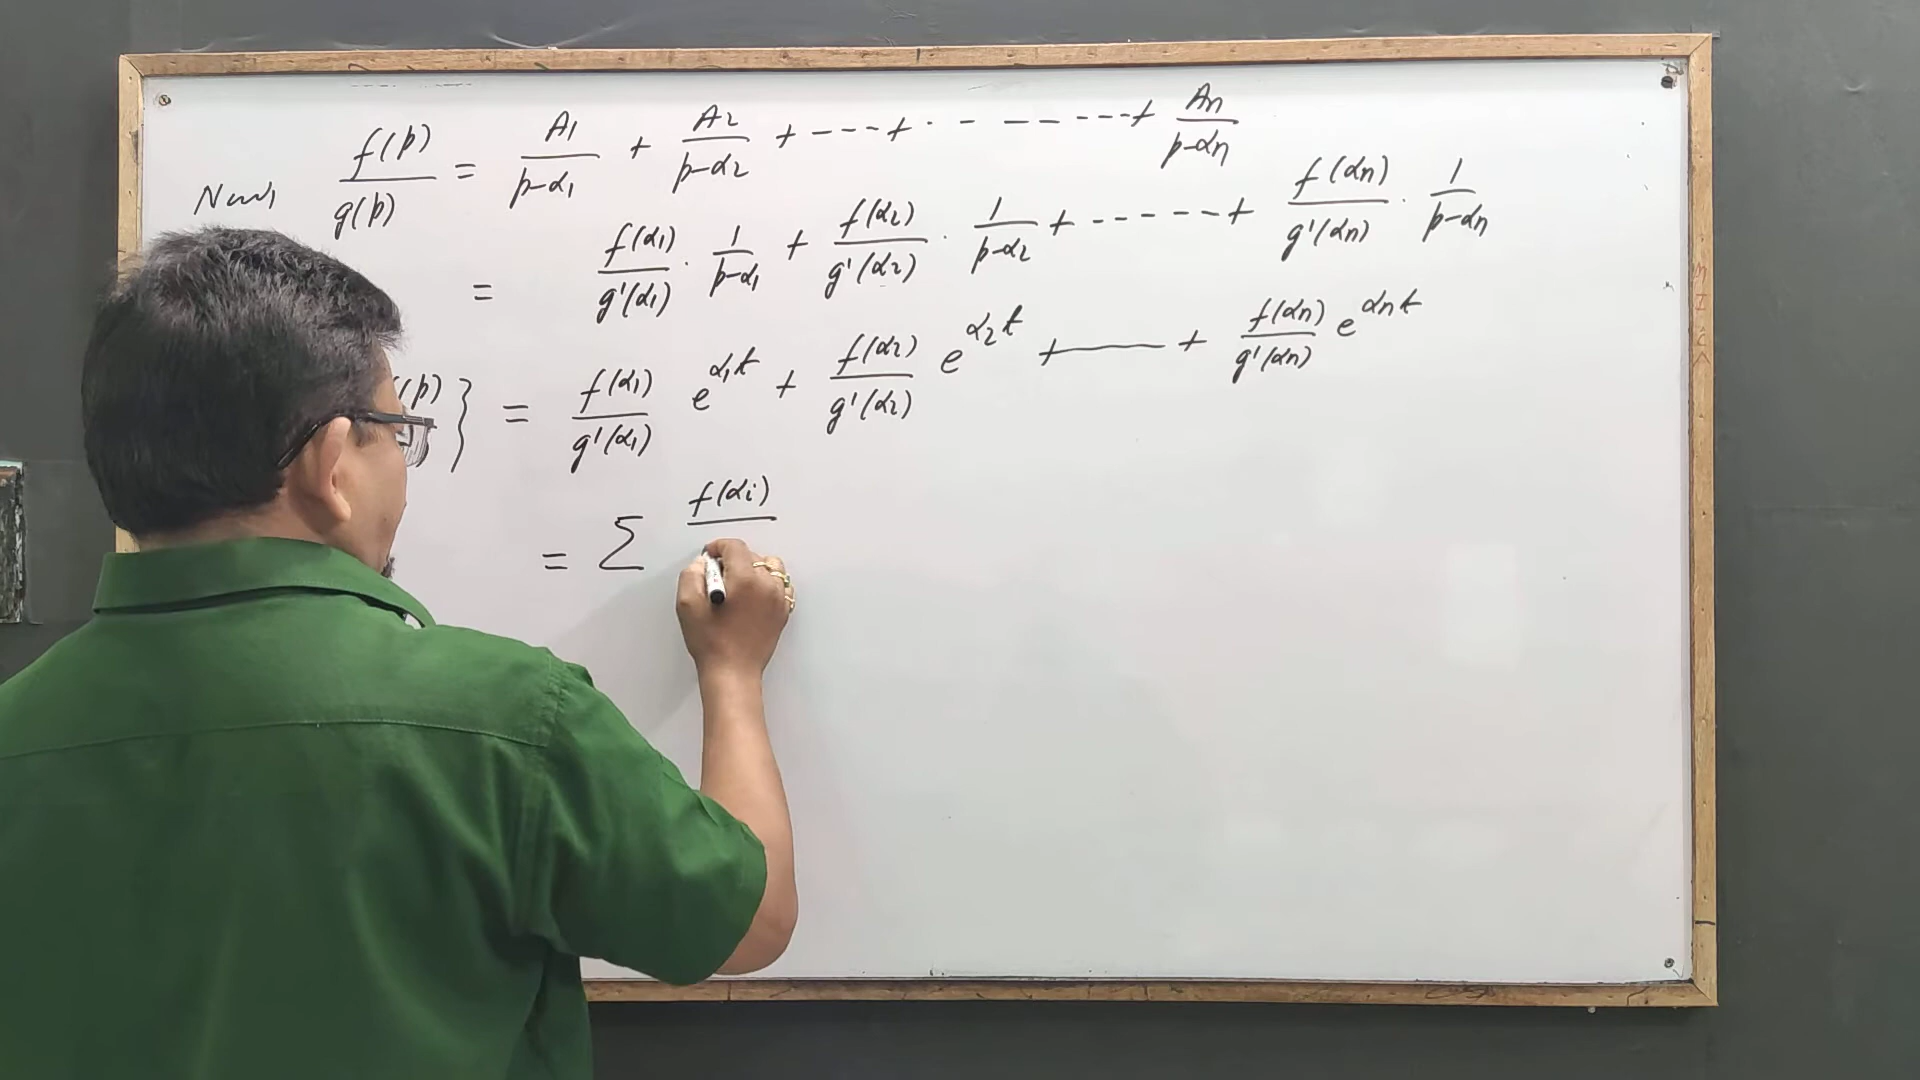 Now f(p)/g(p) = A1/(p-α1) + A2/(p-α2) + ---+ · - - ----+ An/(p-αn)
= f(α1)/g'(α1) · 1/(p-α1) + f(α2)/g'(α2) · 1/(p-α2) + -----+ f(αn)/g'(αn) · 1/(p-αn)
(p) } = f(α1)/g'(α1) e^α1t + f(α2)/g'(α2) e^α2t + —— + f(αn)/g'(αn) e^αnt
= Σ f(αi)